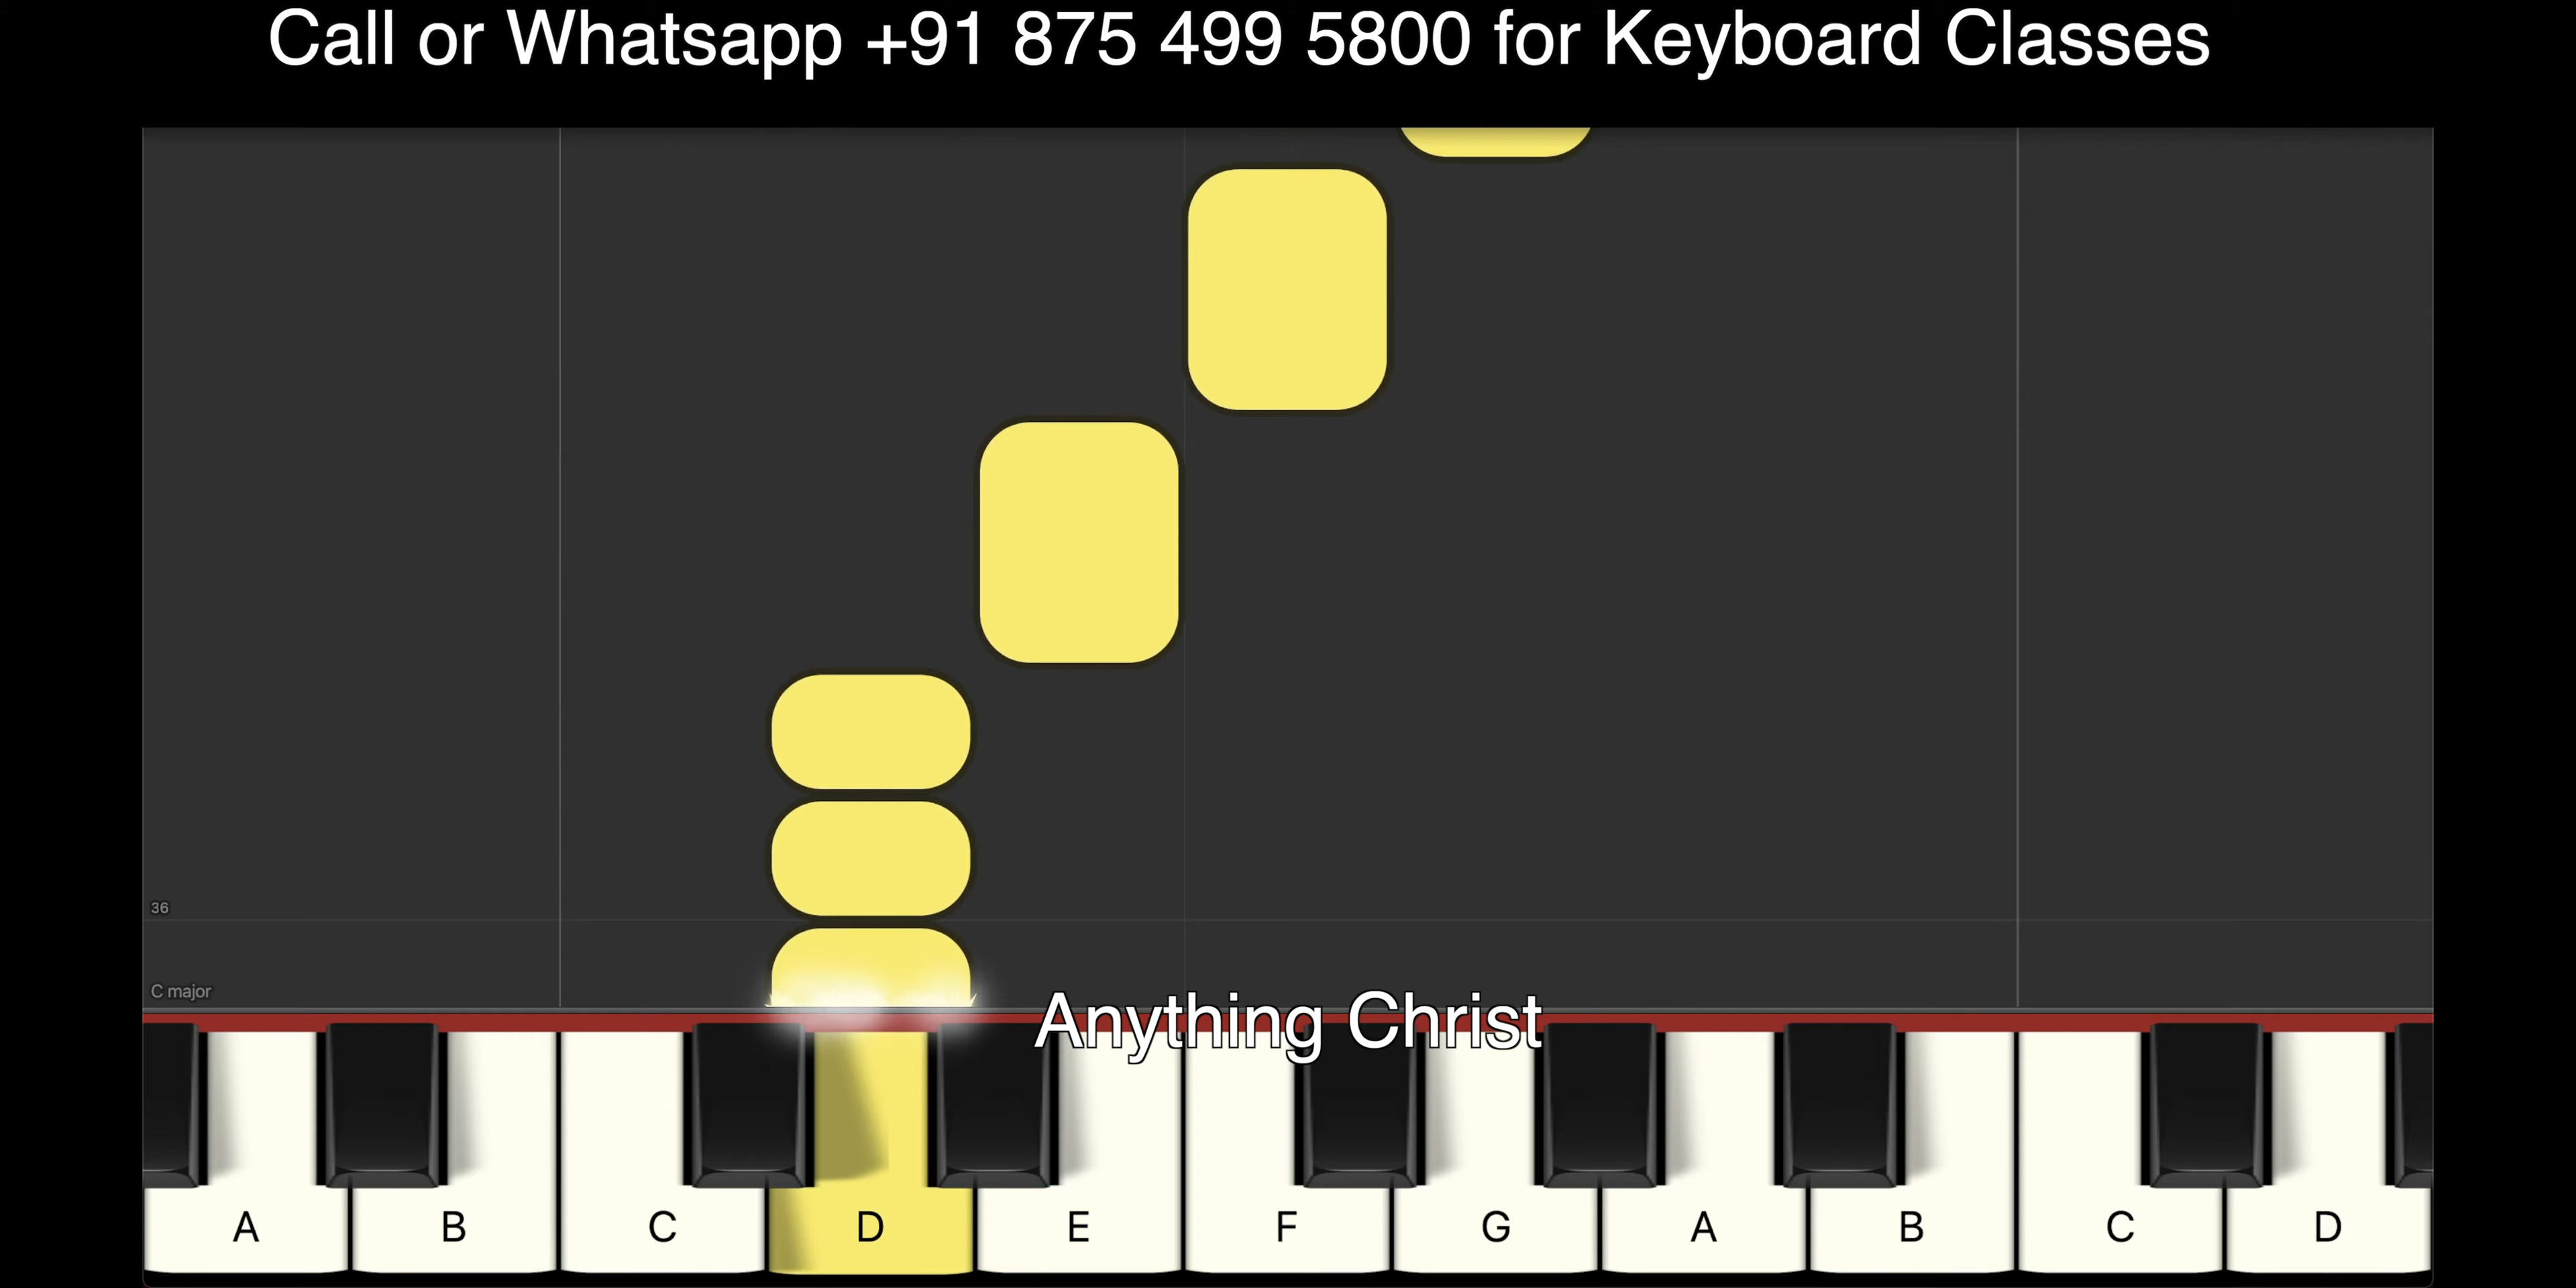 Call or Whatsapp +91 875 499 5800 for Keyboard Classes
36
C major
Anything Christ
A B C D E F G A B C D